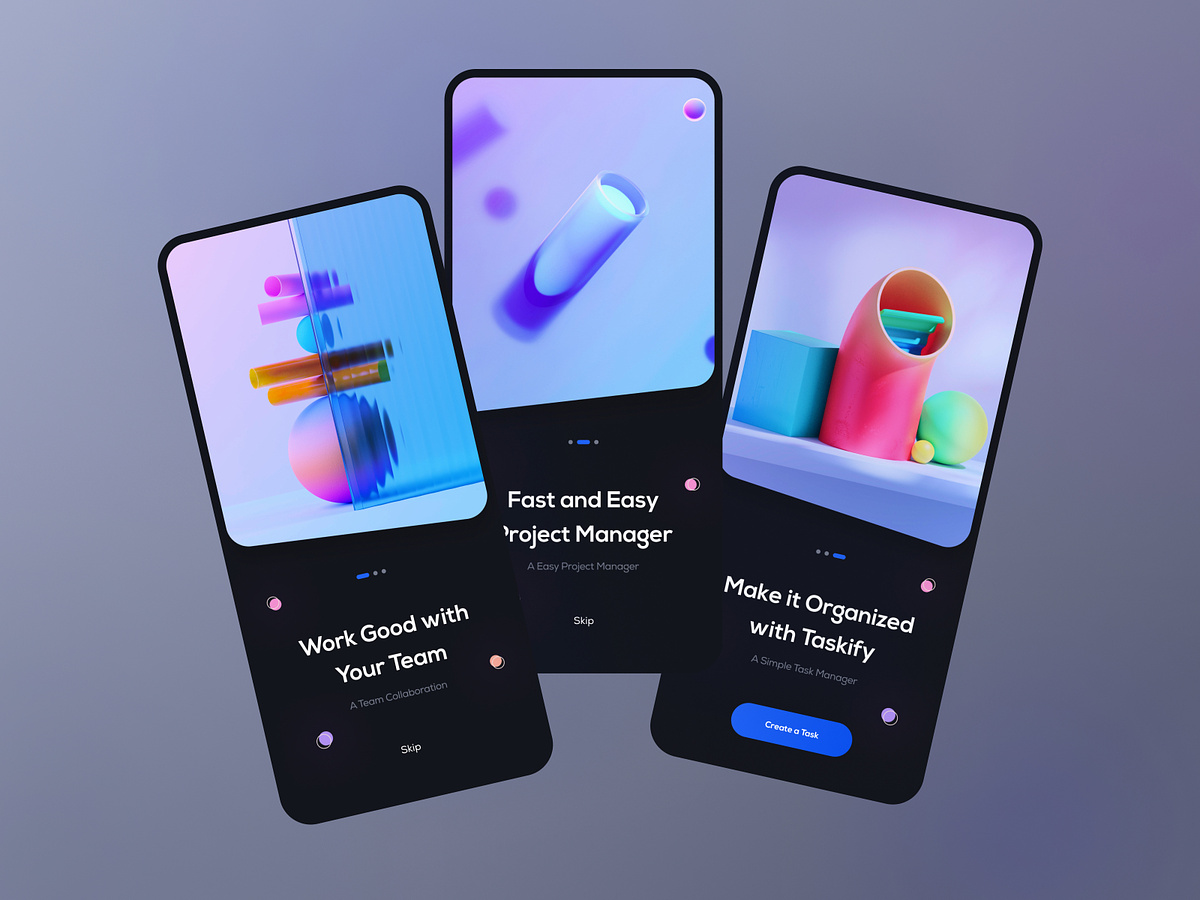 Work Good with
Your Team
A Team Collaboration
Skip
Fast and Easy
Project Manager
A Easy Project Manager
Skip
Make it Organized
with Taskify
A Simple Task Manager
Create a Task